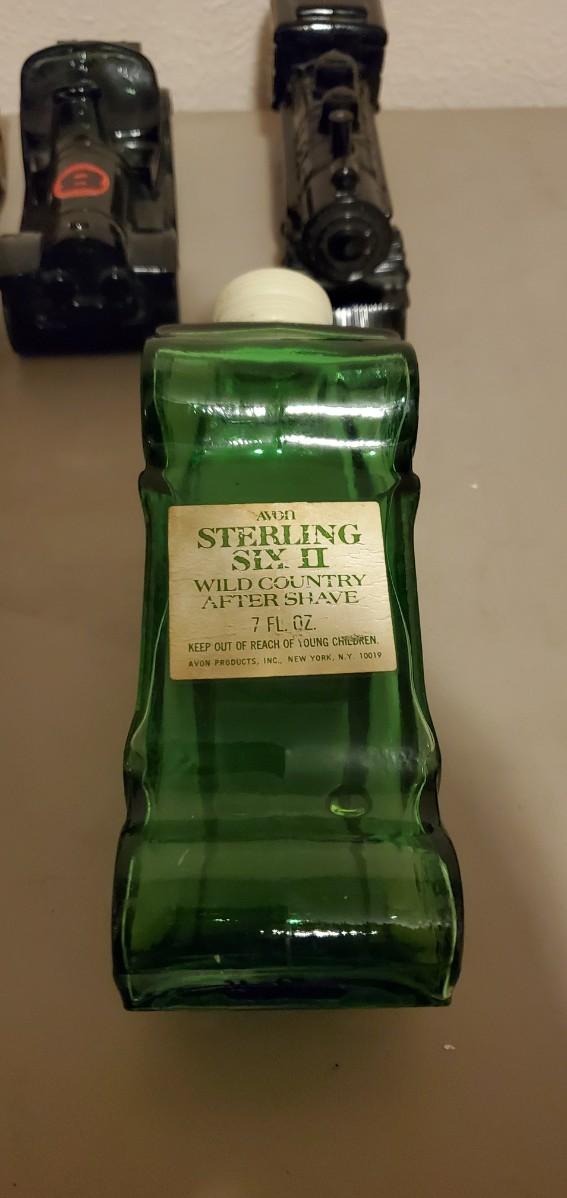 AVON
STERLING
SIX II
WILD COUNTRY
AFTER SHAVE
7 FL. OZ.
KEEP OUT OF REACH OF YOUNG CHILDREN.
AVON PRODUCTS, INC., NEW YORK, N.Y. 10019